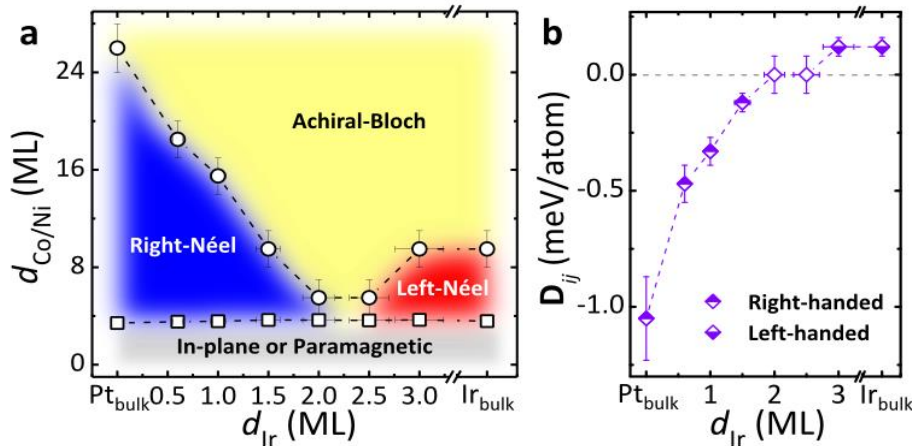 a
d_Co/Ni (ML)
24
16
8
0
Achiral-Bloch
Right-Néel
Left-Néel
In-plane or Paramagnetic
Pt_bulk 0.5 1.0 1.5 2.0 2.5 3.0 Ir_bulk
d_Ir (ML)
b
D_ij (meV/atom)
0.0
-0.5
-1.0
Right-handed
Left-handed
Pt_bulk 1 2 3 Ir_bulk
d_Ir (ML)